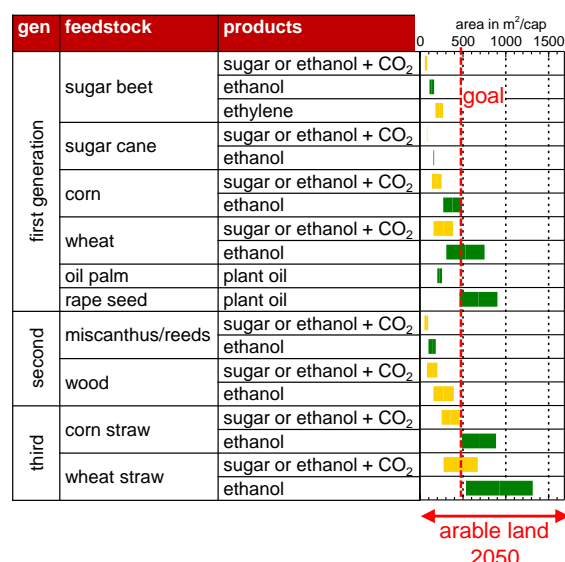 gen feedstock products area in m²/cap
0 500 1000 1500
first generation
sugar beet
sugar or ethanol + CO₂
ethanol
ethylene
goal
sugar cane
sugar or ethanol + CO₂
ethanol
corn
sugar or ethanol + CO₂
ethanol
wheat
sugar or ethanol + CO₂
ethanol
oil palm plant oil
rape seed plant oil
second
miscanthus/reeds
sugar or ethanol + CO₂
ethanol
wood
sugar or ethanol + CO₂
ethanol
third
corn straw
sugar or ethanol + CO₂
ethanol
wheat straw
sugar or ethanol + CO₂
ethanol
arable land
2050